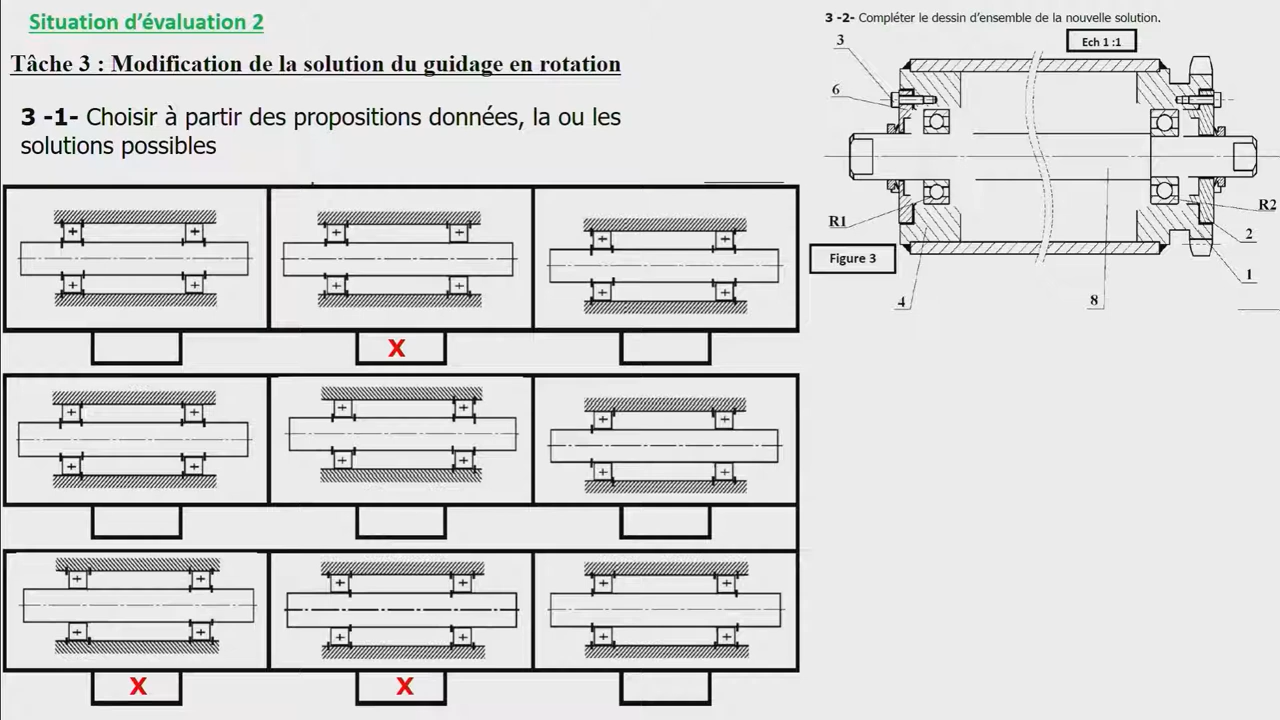 Situation d’évaluation 2
Tâche 3 : Modification de la solution du guidage en rotation
3 -1- Choisir à partir des propositions données, la ou les
solutions possibles
X
X
X
3 -2- Compléter le dessin d’ensemble de la nouvelle solution.
Ech 1 :1
3
6
R1
R2
2
Figure 3
1
4
8